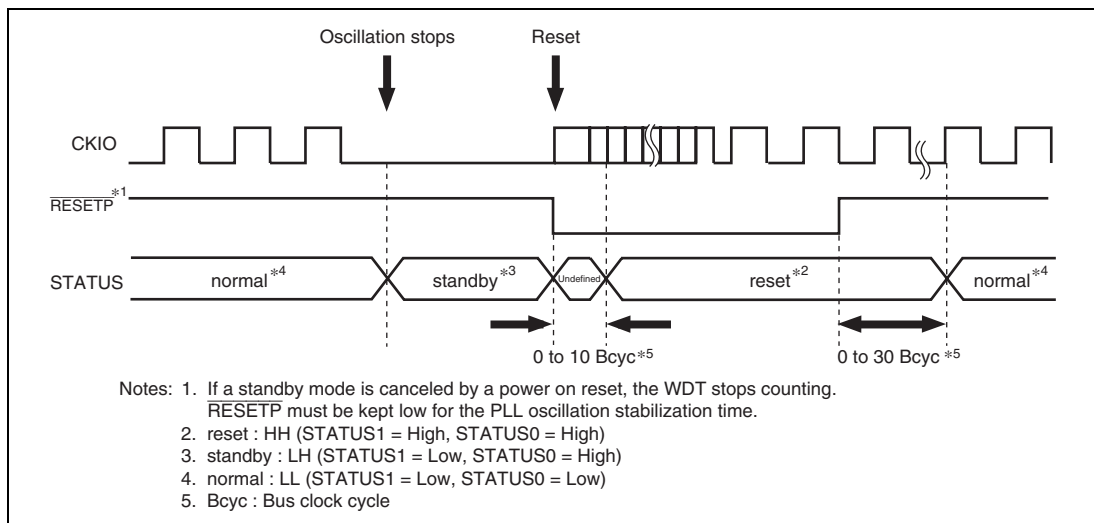 Oscillation stops Reset
CKIO
RESETP*1
STATUS normal*4 standby*3 Undefined reset*2 normal*4
0 to 10 Bcyc*5 0 to 30 Bcyc*5
Notes: 1. If a standby mode is canceled by a power on reset, the WDT stops counting.
RESETP must be kept low for the PLL oscillation stabilization time.
2. reset : HH (STATUS1 = High, STATUS0 = High)
3. standby : LH (STATUS1 = Low, STATUS0 = High)
4. normal : LL (STATUS1 = Low, STATUS0 = Low)
5. Bcyc : Bus clock cycle